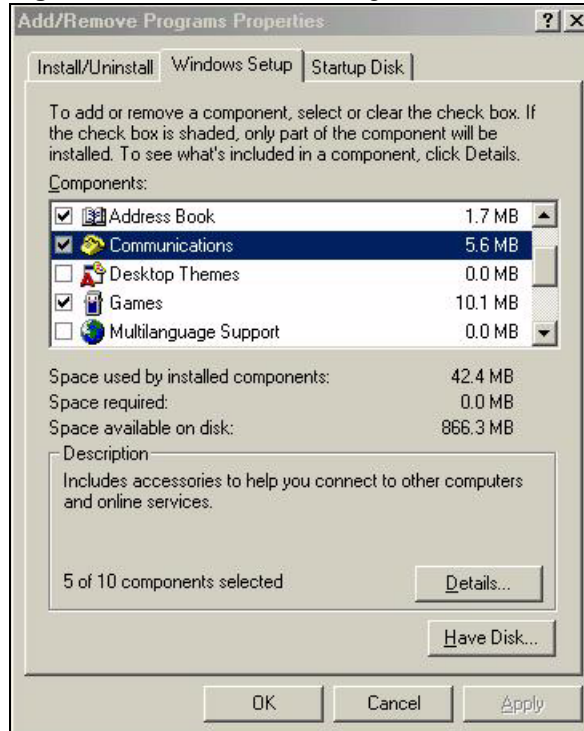 Add/Remove Programs Properties
Install/Uninstall Windows Setup Startup Disk
To add or remove a component, select or clear the check box. If
the check box is shaded, only part of the component will be
installed. To see what's included in a component, click Details.
Components:
Address Book 1.7 MB
Communications 5.6 MB
Desktop Themes 0.0 MB
Games 10.1 MB
Multilanguage Support 0.0 MB
Space used by installed components: 42.4 MB
Space required: 0.0 MB
Space available on disk: 866.3 MB
Description
Includes accessories to help you connect to other computers
and online services.
5 of 10 components selected Details...
Have Disk...
OK Cancel Apply